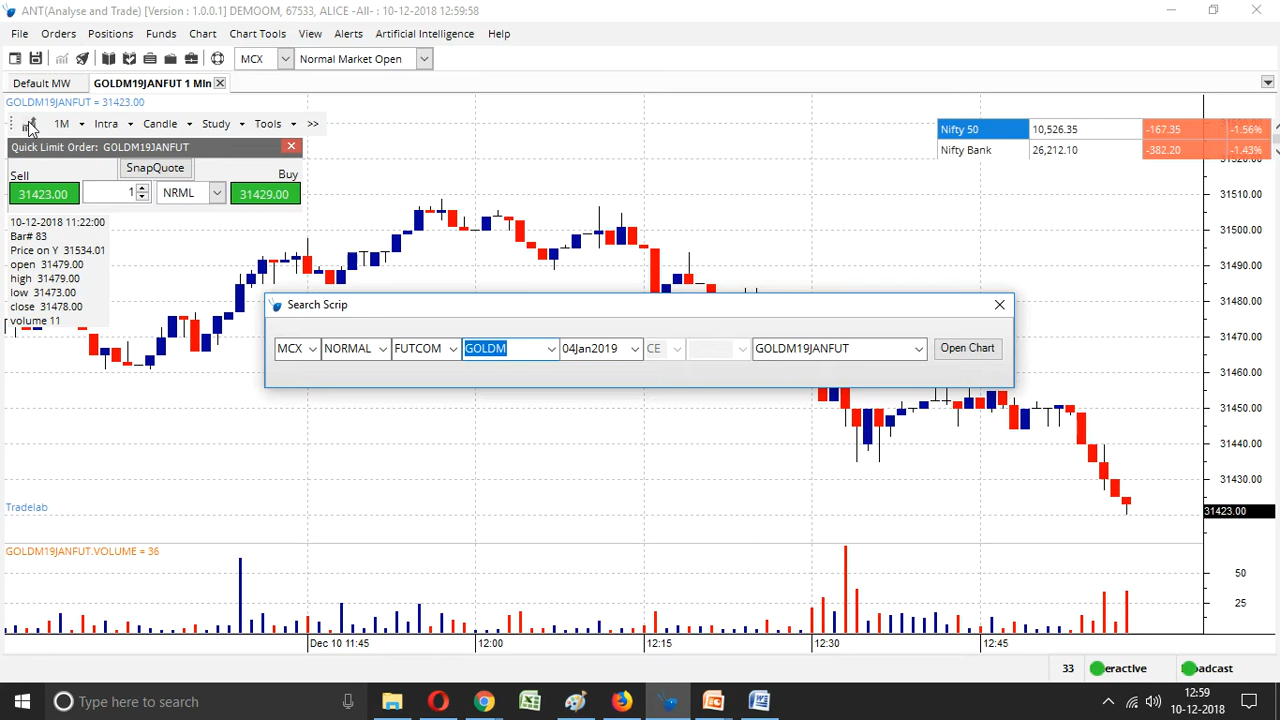 ANT(Analyse and Trade) [Version : 1.0.0.1] DEMOOM, 67533, ALICE -All- : 10-12-2018 12:59:58
File Orders Positions Funds Chart Chart Tools View Alerts Artificial Intelligence Help
MCX Normal Market Open
Default MW GOLDM19JANFUT 1 MIn
GOLDM19JANFUT = 31423.00
1M Intra Candle Study Tools >>
Quick Limit Order: GOLDM19JANFUT
SnapQuote
Sell Buy
31423.00 1 NRML 31429.00
Nifty 50 10,526.35 -167.35 -1.56%
Nifty Bank 26,212.10 -382.20 -1.43%
10-12-2018 11:22:00
Bar# 83
Price on Y 31534.01
open 31479.00
high 31479.00
low 31473.00
close 31478.00
volume 11
Search Scrip
MCX NORMAL FUTCOM GOLDM 04Jan2019 CE GOLDM19JANFUT Open Chart
31510.00
31500.00
31490.00
31480.00
31470.00
31460.00
31450.00
31440.00
31430.00
31423.00
Tradelab
GOLDM19JANFUT.VOLUME = 36
50
25
Dec 10 11:45 12:00 12:15 12:30 12:45
33 eractive oadcast
Type here to search
12:59
10-12-2018